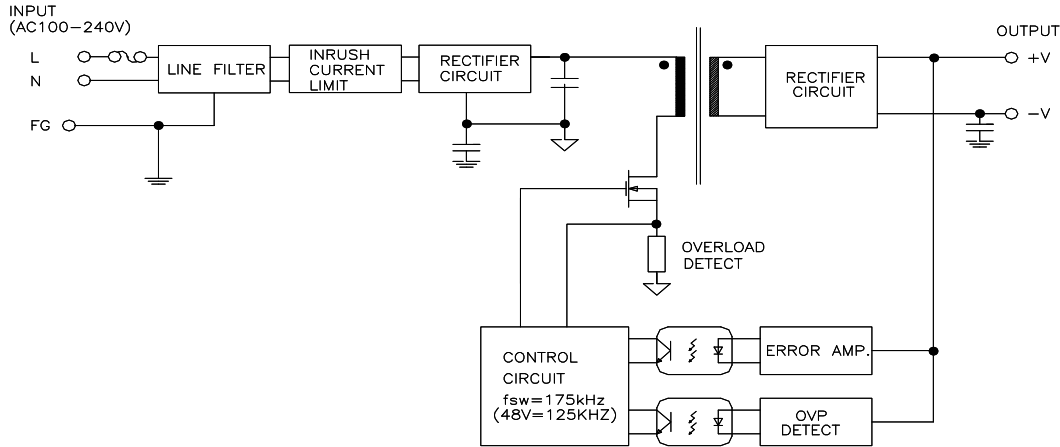 INPUT
(AC100-240V)
L
N
FG
LINE FILTER
INRUSH
CURRENT
LIMIT
RECTIFIER
CIRCUIT
RECTIFIER
CIRCUIT
OUTPUT
+V
-V
OVERLOAD
DETECT
CONTROL
CIRCUIT
fsw=175kHz
(48V=125KHZ)
ERROR AMP.
OVP
DETECT